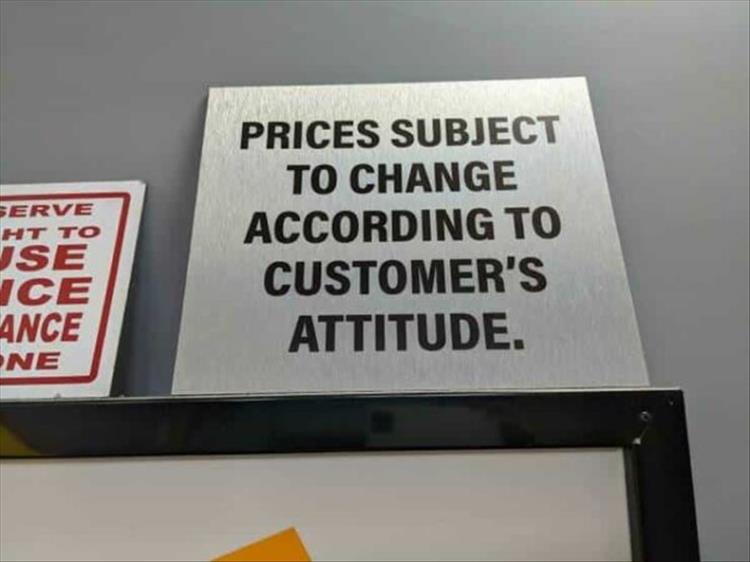 PRICES SUBJECT
TO CHANGE
ACCORDING TO
CUSTOMER'S
ATTITUDE.
SERVE
HT TO
USE
ICE
ANCE
ONE